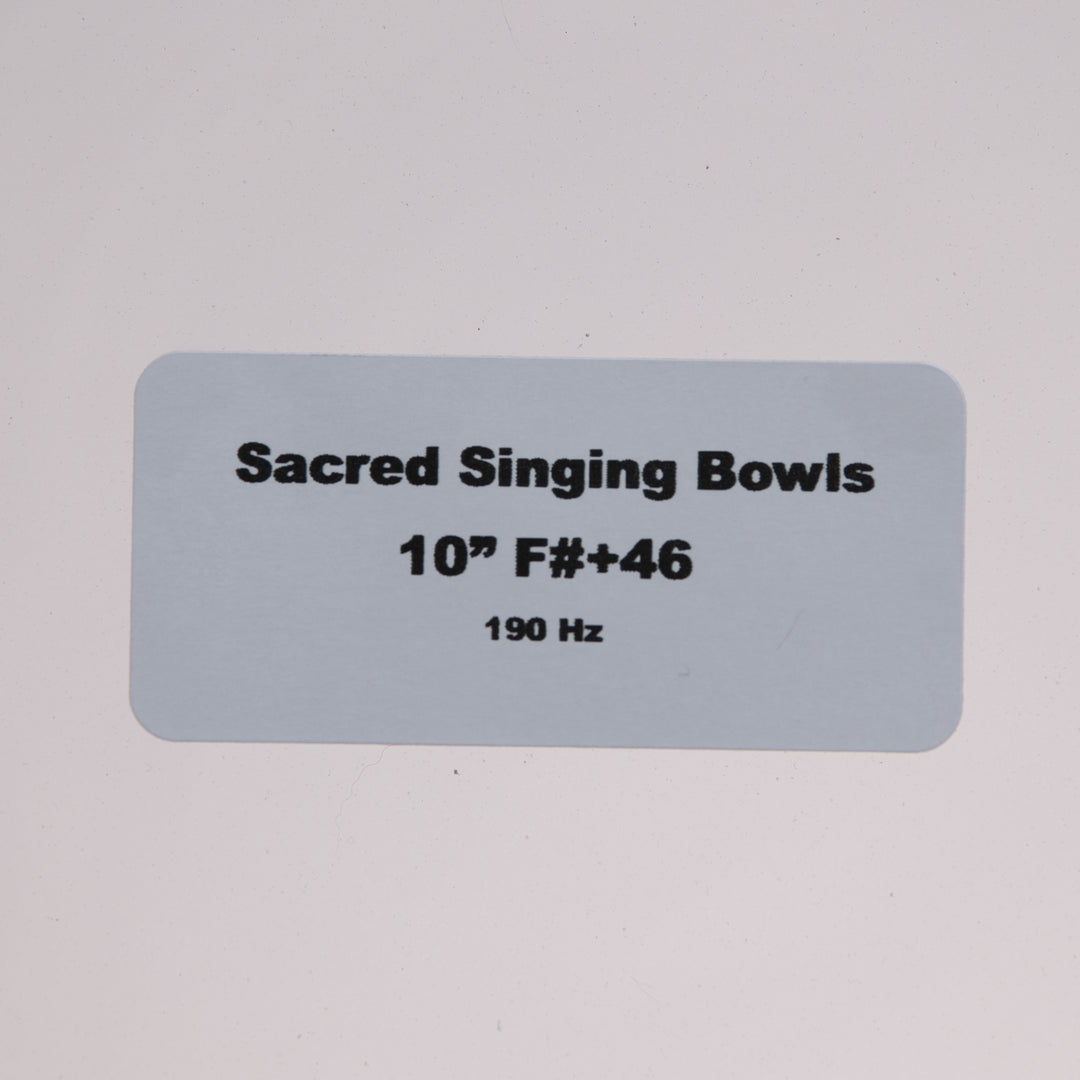 Sacred Singing Bowls
10” F#+46
190 Hz